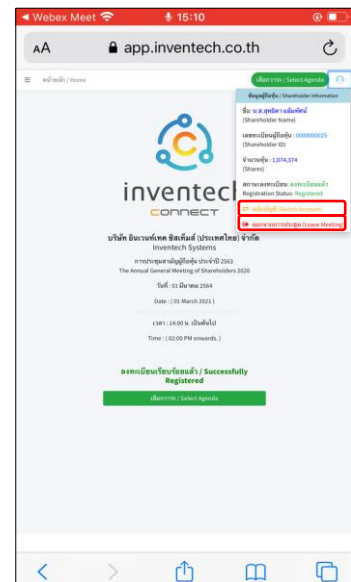 Webex Meet 15:10
AA app.inventech.co.th
หน้าหลัก / Home
เลือกวาระ / Select Agenda
ข้อมูลผู้ถือหุ้น / Shareholder Information
ชื่อ: น.ส.สุทธิดา แย้มทัศน์
(Shareholder Name)
เลขทะเบียนผู้ถือหุ้น : 0000000025
(Shareholder ID)
จำนวนหุ้น : 1,074,374
(Shares)
สถานะลงทะเบียน: ลงทะเบียนแล้ว
Registration Status: Registered
สลับบัญชี (Switch Account)
ออกจากการประชุม (Leave Meeting)
inventech
CONNECT
บริษัท อินเวนท์เทค ซิสเท็มส์ (ประเทศไทย) จำกัด
Inventech Systems
การประชุมสามัญผู้ถือหุ้น ประจำปี 2563
The Annual General Meeting of Shareholders 2020
วันที่ : 01 มีนาคม 2564
Date : ( 01 March 2021 )
เวลา : 14:00 น. เป็นต้นไป
Time : ( 02:00 PM onwards. )
ลงทะเบียนเรียบร้อยแล้ว / Successfully
Registered
เลือกวาระ / Select Agenda